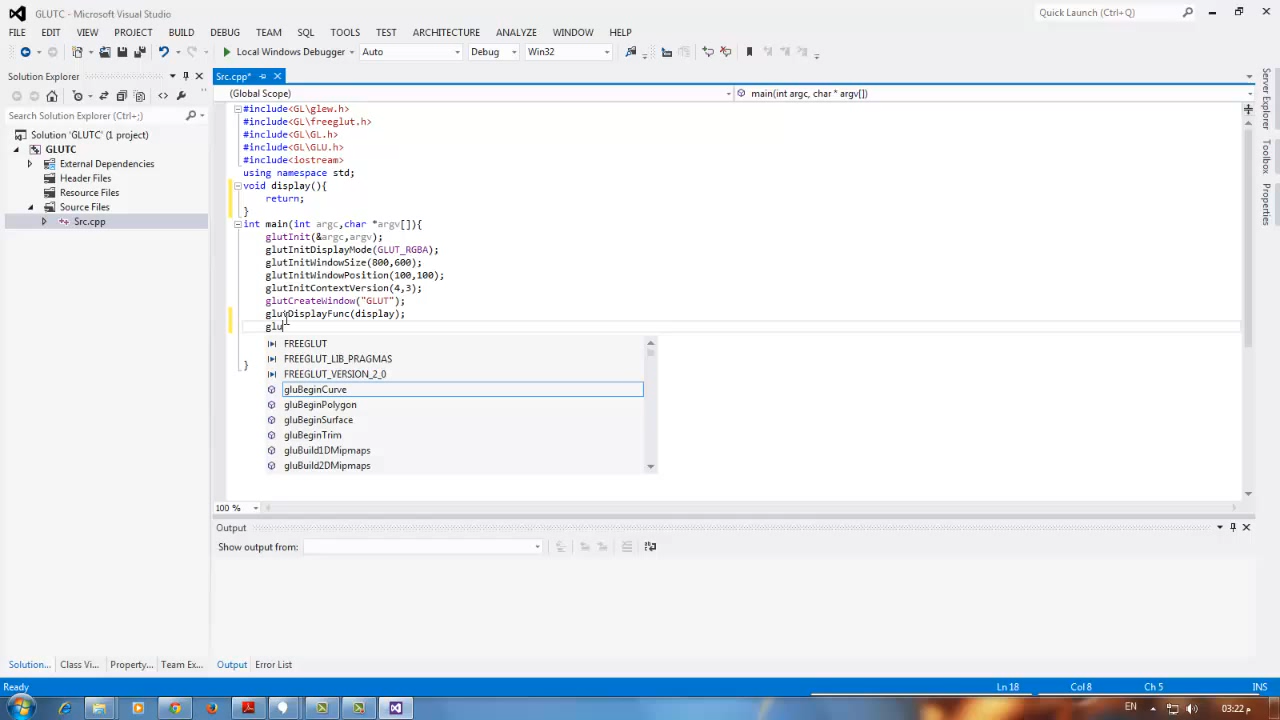 GLUTC - Microsoft Visual Studio
Quick Launch (Ctrl+Q)
FILE EDIT VIEW PROJECT BUILD DEBUG TEAM SQL TOOLS TEST ARCHITECTURE ANALYZE WINDOW HELP
Local Windows Debugger Auto Debug Win32
Solution Explorer
Search Solution Explorer (Ctrl+;)
Solution 'GLUTC' (1 project)
GLUTC
External Dependencies
Header Files
Resource Files
Source Files
Src.cpp
Src.cpp*
(Global Scope)
main(int argc, char * argv[])
#include<GL\glew.h>
#include<GL\freeglut.h>
#include<GL\GL.h>
#include<GL\GLU.h>
#include<iostream>
using namespace std;
void display(){
return;
}
int main(int argc,char *argv[]){
glutInit(&argc,argv);
glutInitDisplayMode(GLUT_RGBA);
glutInitWindowSize(800,600);
glutInitWindowPosition(100,100);
glutInitContextVersion(4,3);
glutCreateWindow("GLUT");
glutDisplayFunc(display);
glu
FREEGLUT
FREEGLUT_LIB_PRAGMAS
FREEGLUT_VERSION_2_0
gluBeginCurve
gluBeginPolygon
gluBeginSurface
gluBeginTrim
gluBuild1DMipmaps
gluBuild2DMipmaps
}
100 %
Output
Show output from:
Server Explorer
Toolbox
Properties
Solution... Class Vi... Property... Team Ex...
Output Error List
Ready
Ln 18 Col 8 Ch 5 INS
EN
03:22 م